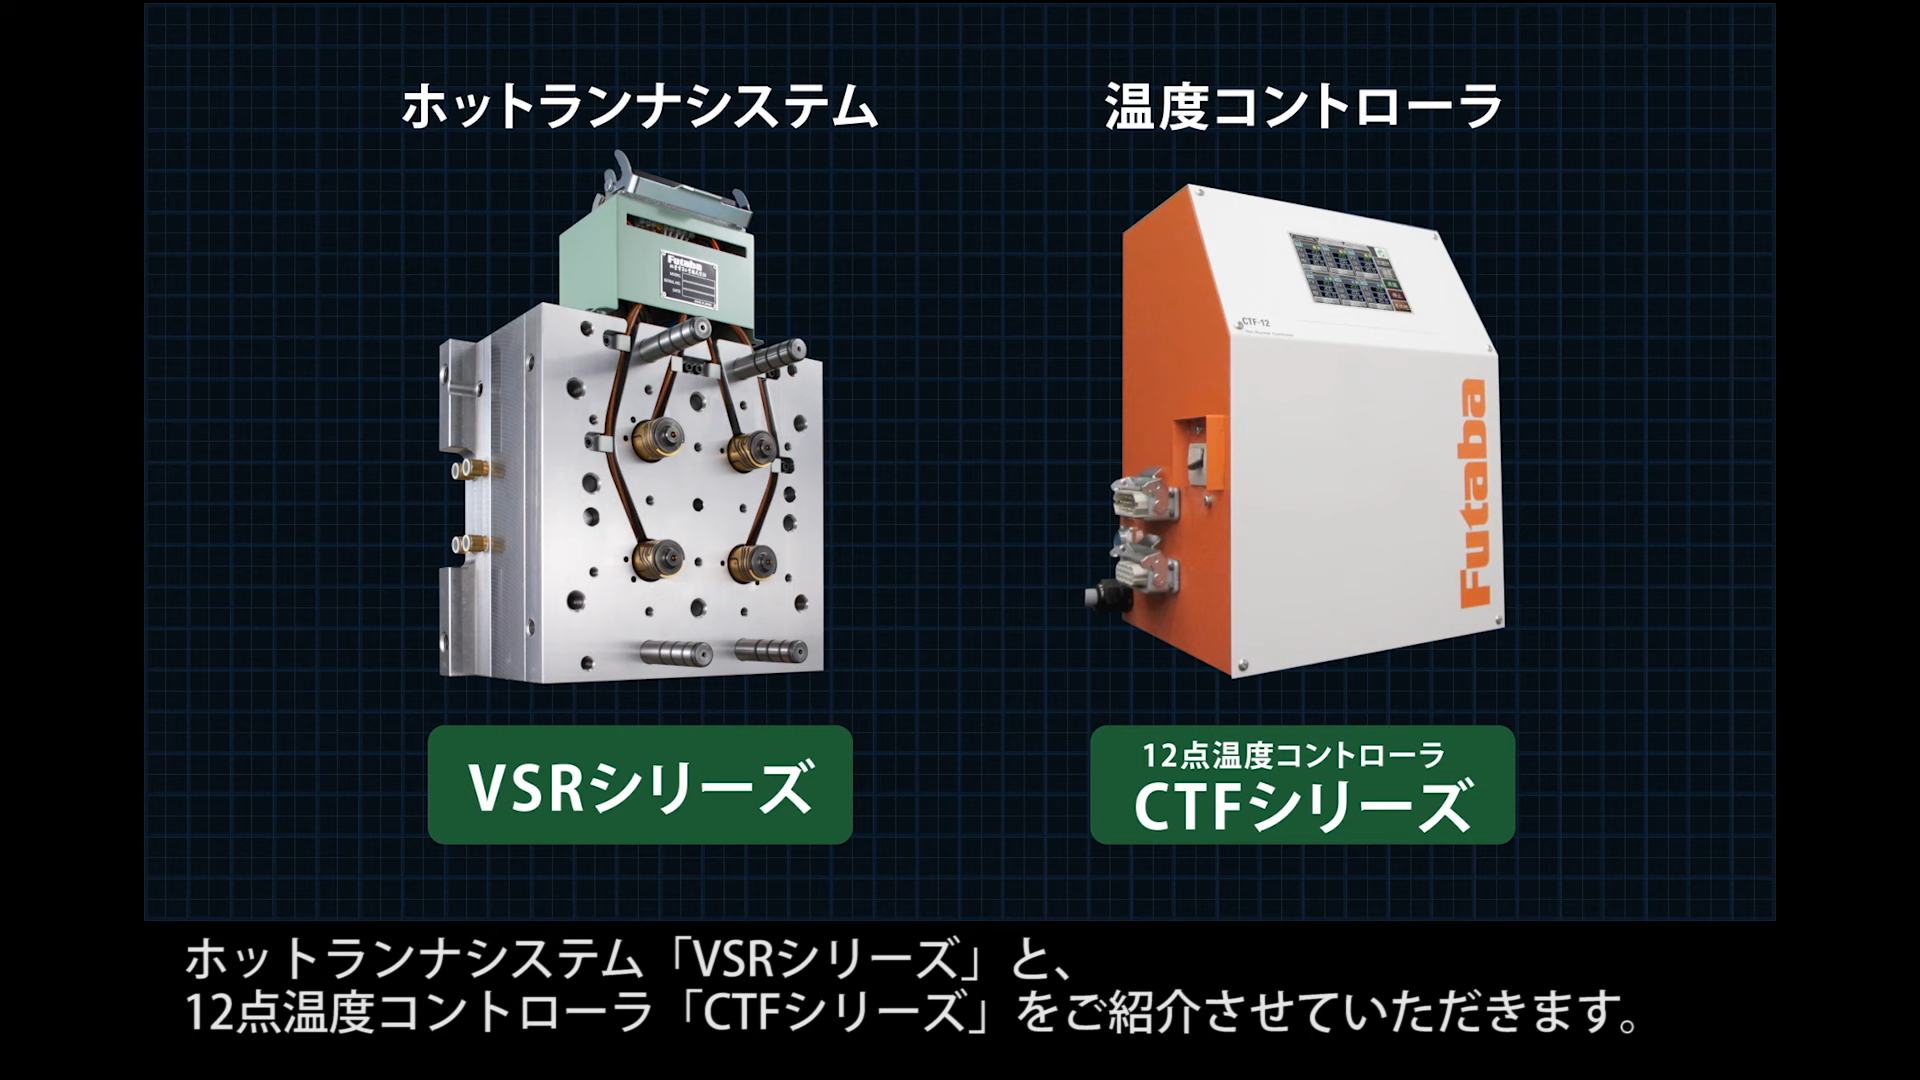 ホットランナシステム
温度コントローラ
Futaba
CTF-12
Futaba
VSRシリーズ
12点温度コントローラ
CTFシリーズ
ホットランナシステム「VSRシリーズ」と、
12点温度コントローラ「CTFシリーズ」をご紹介させていただきます。